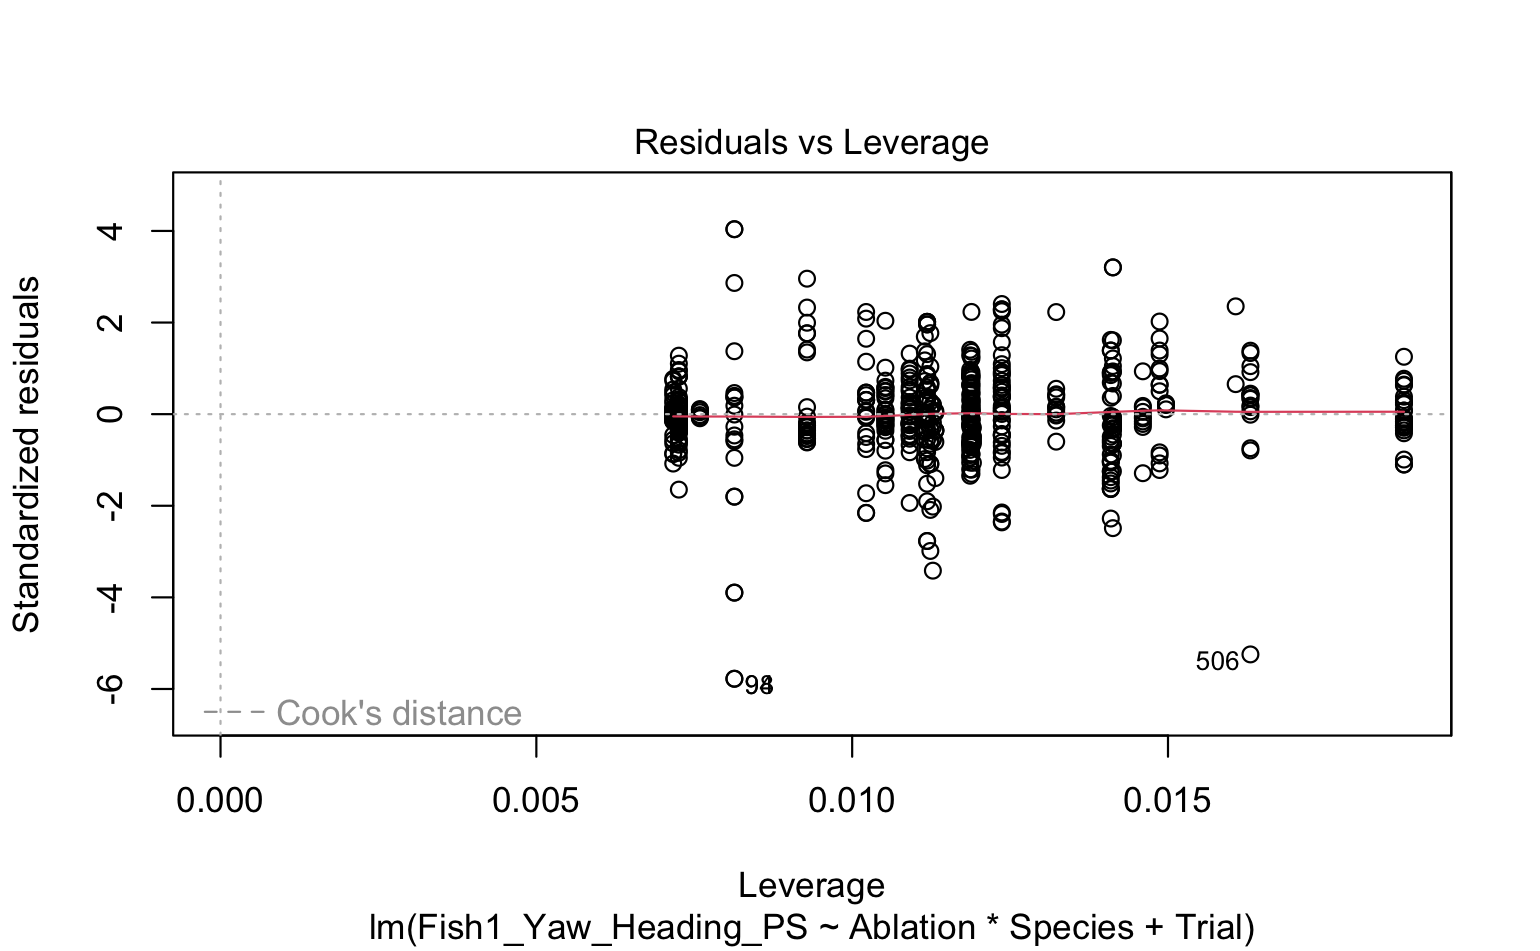 Residuals vs Leverage
Standardized residuals
4
2
0
-2
-4
-6
506
Cook's distance
0.000 0.005 0.010 0.015
Leverage
lm(Fish1_Yaw_Heading_PS ~ Ablation * Species + Trial)